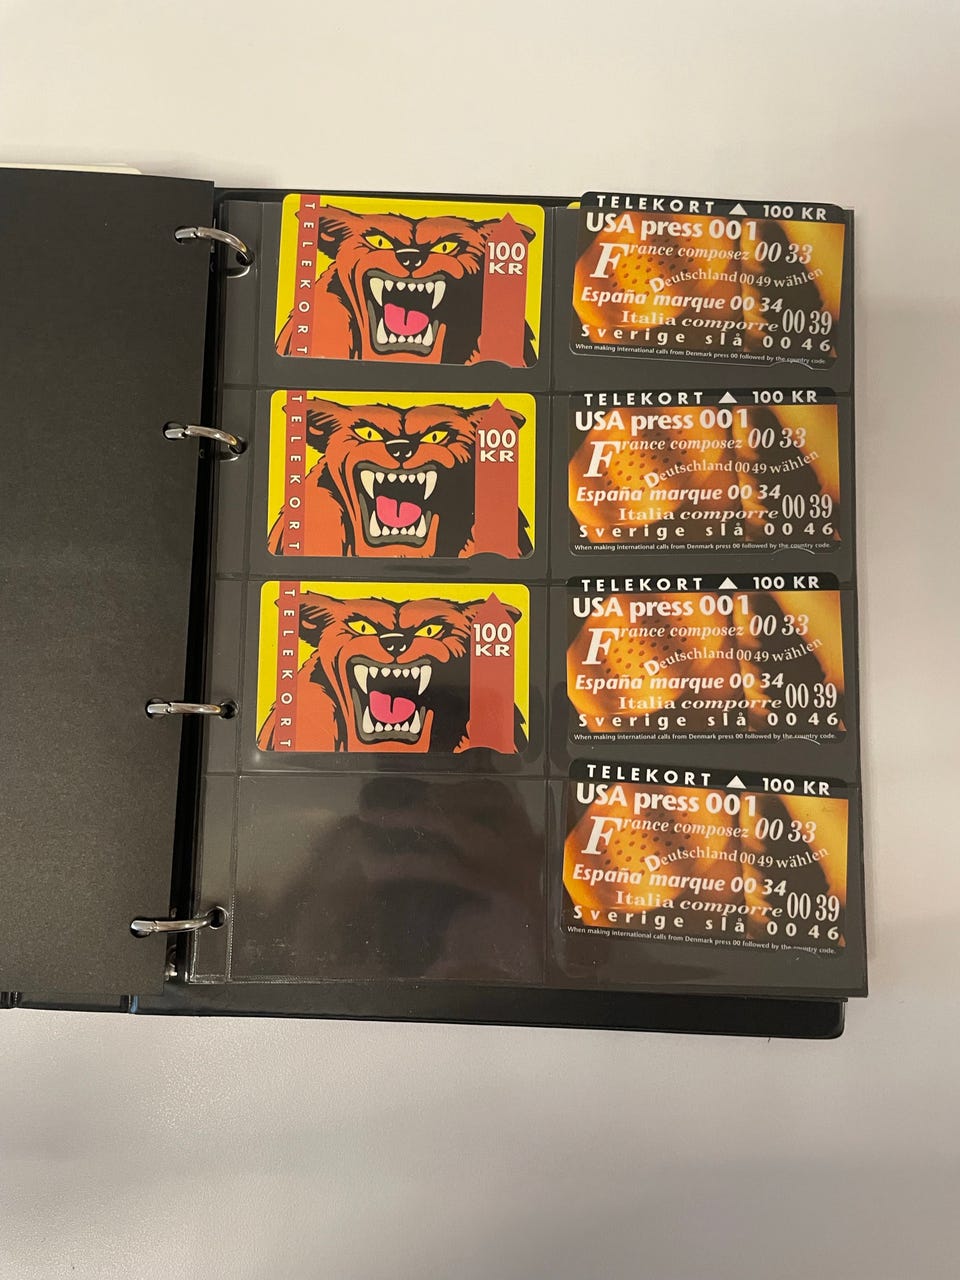 TELEKORT
100
KR
TELEKORT 100 KR
USA press 001
France composez 00 33
Deutschland 00 49 wählen
España marque 00 34
Italia comporre 00 39
Sverige slå 0046
When making international calls from Denmark press 00 followed by the country code.
TELEKORT
100
KR
TELEKORT 100 KR
USA press 001
France composez 00 33
Deutschland 00 49 wählen
España marque 00 34
Italia comporre 00 39
Sverige slå 0046
When making international calls from Denmark press 00 followed by the country code.
TELEKORT
100
KR
TELEKORT 100 KR
USA press 001
France composez 00 33
Deutschland 00 49 wählen
España marque 00 34
Italia comporre 00 39
Sverige slå 0046
When making international calls from Denmark press 00 followed by the country code.
TELEKORT 100 KR
USA press 001
France composez 00 33
Deutschland 00 49 wählen
España marque 00 34
Italia comporre 00 39
Sverige slå 0046
When making international calls from Denmark press 00 followed by the country code.